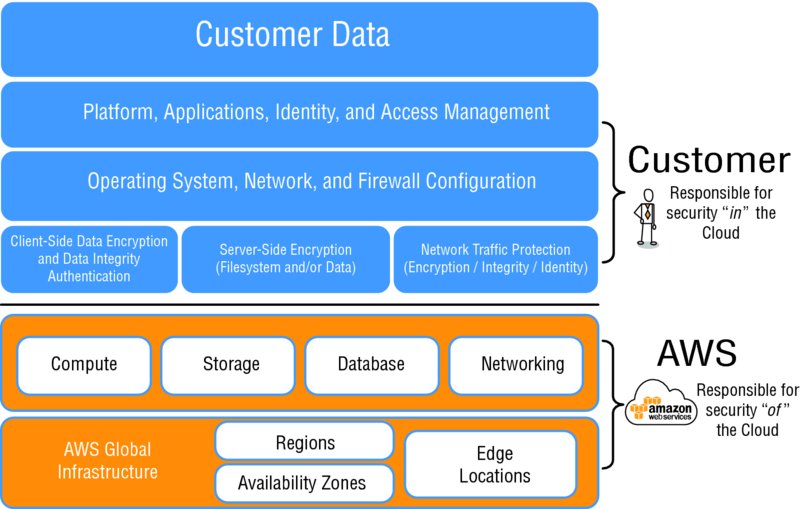 Customer Data
Platform, Applications, Identity, and Access Management
Operating System, Network, and Firewall Configuration
Client-Side Data Encryption
and Data Integrity
Authentication
Server-Side Encryption
(Filesystem and/or Data)
Network Traffic Protection
(Encryption / Integrity / Identity)
Customer
Responsible for
security “in” the
Cloud
Compute
Storage
Database
Networking
AWS Global
Infrastructure
Regions
Availability Zones
Edge
Locations
AWS
amazon
webservices
Responsible for
security “of”
the Cloud